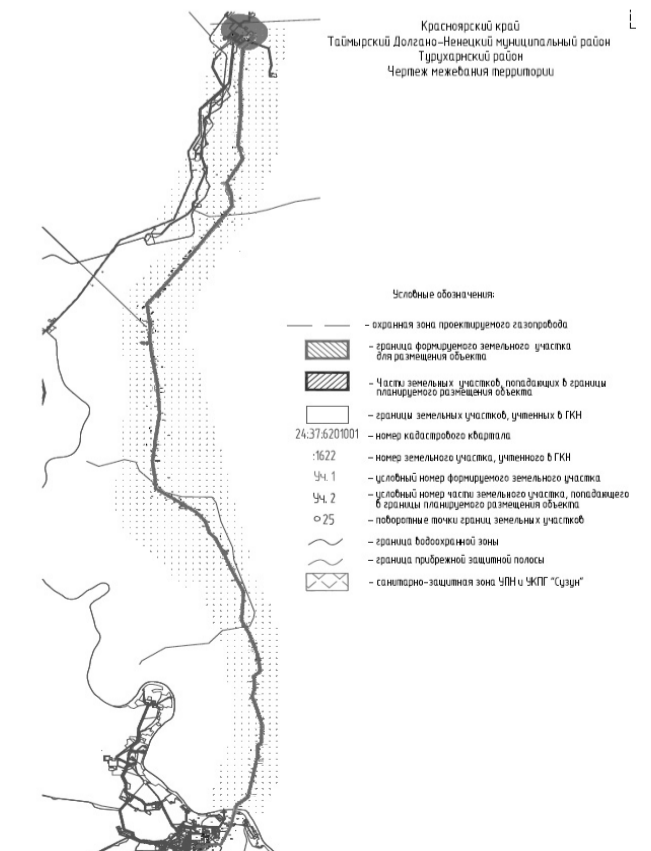 Красноярский край
Таймырский Долгано-Ненецкий муниципальный район
Турухарнский район
Чертеж межевания территории
Условные обозначения:
– охранная зона проектируемого газопровода
– граница формируемого земельного участка
для размещения объекта
– Части земельных участков, попадающих в границы
планируемого размещения объекта
– границы земельных участков, учтенных в ГКН
24:37:6201001 – номер кадастрового квартала
:1622 – номер земельного участка, учтенного в ГКН
Уч. 1 – условный номер формируемого земельного участка
Уч. 2 – условный номер части земельного участка, попадающего
в границы планируемого размещения объекта
25 – поворотные точки границ земельных участков
– граница водоохранной зоны
– граница прибрежной защитной полосы
– санитарно-защитная зона УПН и УКПГ "Сузун"